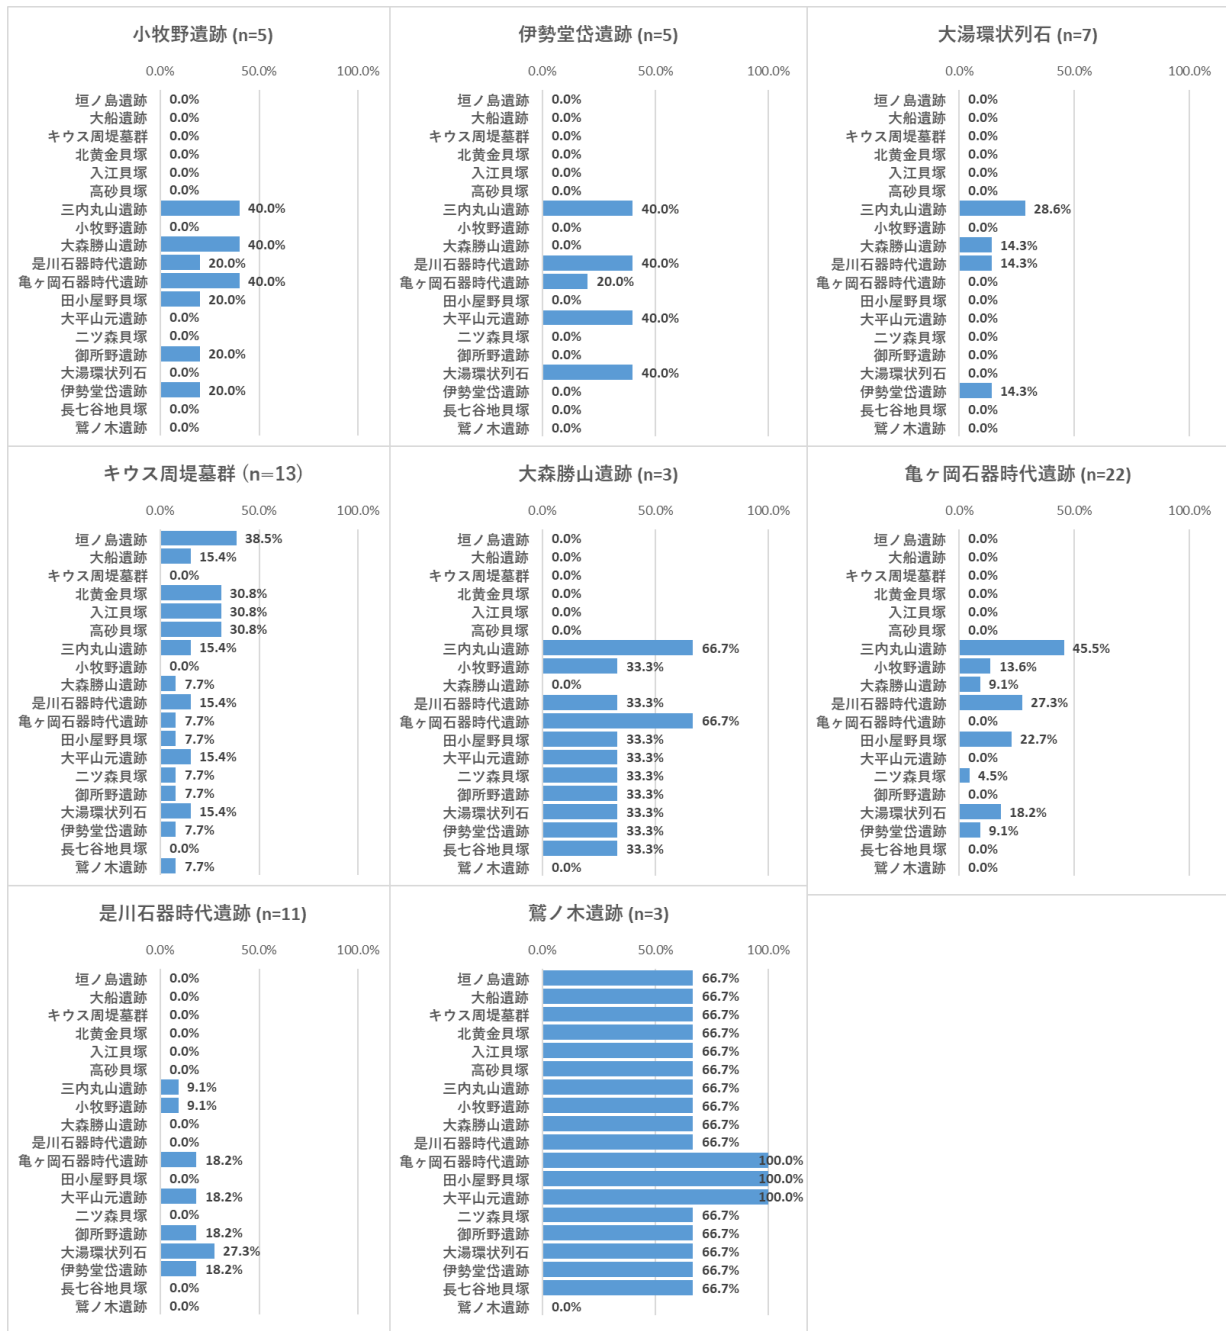 小牧野遺跡 (n=5)
0.0% 50.0% 100.0%
垣ノ島遺跡 0.0%
大船遺跡 0.0%
キウス周堤墓群 0.0%
北黄金貝塚 0.0%
入江貝塚 0.0%
高砂貝塚 0.0%
三内丸山遺跡 40.0%
小牧野遺跡 0.0%
大森勝山遺跡 40.0%
是川石器時代遺跡 20.0%
亀ヶ岡石器時代遺跡 40.0%
田小屋野貝塚 20.0%
大平山元遺跡 0.0%
二ツ森貝塚 0.0%
御所野遺跡 20.0%
大湯環状列石 0.0%
伊勢堂岱遺跡 20.0%
長七谷地貝塚 0.0%
鷲ノ木遺跡 0.0%
伊勢堂岱遺跡 (n=5)
0.0% 50.0% 100.0%
垣ノ島遺跡 0.0%
大船遺跡 0.0%
キウス周堤墓群 0.0%
北黄金貝塚 0.0%
入江貝塚 0.0%
高砂貝塚 0.0%
三内丸山遺跡 40.0%
小牧野遺跡 0.0%
大森勝山遺跡 0.0%
是川石器時代遺跡 40.0%
亀ヶ岡石器時代遺跡 20.0%
田小屋野貝塚 0.0%
大平山元遺跡 40.0%
二ツ森貝塚 0.0%
御所野遺跡 0.0%
大湯環状列石 40.0%
伊勢堂岱遺跡 0.0%
長七谷地貝塚 0.0%
鷲ノ木遺跡 0.0%
大湯環状列石 (n=7)
0.0% 50.0% 100.0%
垣ノ島遺跡 0.0%
大船遺跡 0.0%
キウス周堤墓群 0.0%
北黄金貝塚 0.0%
入江貝塚 0.0%
高砂貝塚 0.0%
三内丸山遺跡 28.6%
小牧野遺跡 0.0%
大森勝山遺跡 14.3%
是川石器時代遺跡 14.3%
亀ヶ岡石器時代遺跡 0.0%
田小屋野貝塚 0.0%
大平山元遺跡 0.0%
二ツ森貝塚 0.0%
御所野遺跡 0.0%
大湯環状列石 0.0%
伊勢堂岱遺跡 14.3%
長七谷地貝塚 0.0%
鷲ノ木遺跡 0.0%
キウス周堤墓群 (n=13)
0.0% 50.0% 100.0%
垣ノ島遺跡 38.5%
大船遺跡 15.4%
キウス周堤墓群 0.0%
北黄金貝塚 30.8%
入江貝塚 30.8%
高砂貝塚 30.8%
三内丸山遺跡 15.4%
小牧野遺跡 0.0%
大森勝山遺跡 7.7%
是川石器時代遺跡 15.4%
亀ヶ岡石器時代遺跡 7.7%
田小屋野貝塚 7.7%
大平山元遺跡 15.4%
二ツ森貝塚 7.7%
御所野遺跡 7.7%
大湯環状列石 15.4%
伊勢堂岱遺跡 7.7%
長七谷地貝塚 0.0%
鷲ノ木遺跡 7.7%
大森勝山遺跡 (n=3)
0.0% 50.0% 100.0%
垣ノ島遺跡 0.0%
大船遺跡 0.0%
キウス周堤墓群 0.0%
北黄金貝塚 0.0%
入江貝塚 0.0%
高砂貝塚 0.0%
三内丸山遺跡 66.7%
小牧野遺跡 33.3%
大森勝山遺跡 0.0%
是川石器時代遺跡 33.3%
亀ヶ岡石器時代遺跡 66.7%
田小屋野貝塚 33.3%
大平山元遺跡 33.3%
二ツ森貝塚 33.3%
御所野遺跡 33.3%
大湯環状列石 33.3%
伊勢堂岱遺跡 33.3%
長七谷地貝塚 33.3%
鷲ノ木遺跡 0.0%
亀ヶ岡石器時代遺跡 (n=22)
0.0% 50.0% 100.0%
垣ノ島遺跡 0.0%
大船遺跡 0.0%
キウス周堤墓群 0.0%
北黄金貝塚 0.0%
入江貝塚 0.0%
高砂貝塚 0.0%
三内丸山遺跡 45.5%
小牧野遺跡 13.6%
大森勝山遺跡 9.1%
是川石器時代遺跡 27.3%
亀ヶ岡石器時代遺跡 0.0%
田小屋野貝塚 22.7%
大平山元遺跡 0.0%
二ツ森貝塚 4.5%
御所野遺跡 0.0%
大湯環状列石 18.2%
伊勢堂岱遺跡 9.1%
長七谷地貝塚 0.0%
鷲ノ木遺跡 0.0%
是川石器時代遺跡 (n=11)
0.0% 50.0% 100.0%
垣ノ島遺跡 0.0%
大船遺跡 0.0%
キウス周堤墓群 0.0%
北黄金貝塚 0.0%
入江貝塚 0.0%
高砂貝塚 0.0%
三内丸山遺跡 9.1%
小牧野遺跡 9.1%
大森勝山遺跡 0.0%
是川石器時代遺跡 0.0%
亀ヶ岡石器時代遺跡 18.2%
田小屋野貝塚 0.0%
大平山元遺跡 18.2%
二ツ森貝塚 0.0%
御所野遺跡 18.2%
大湯環状列石 27.3%
伊勢堂岱遺跡 18.2%
長七谷地貝塚 0.0%
鷲ノ木遺跡 0.0%
鷲ノ木遺跡 (n=3)
0.0% 50.0% 100.0%
垣ノ島遺跡 66.7%
大船遺跡 66.7%
キウス周堤墓群 66.7%
北黄金貝塚 66.7%
入江貝塚 66.7%
高砂貝塚 66.7%
三内丸山遺跡 66.7%
小牧野遺跡 66.7%
大森勝山遺跡 66.7%
是川石器時代遺跡 66.7%
亀ヶ岡石器時代遺跡 100.0%
田小屋野貝塚 100.0%
大平山元遺跡 100.0%
二ツ森貝塚 66.7%
御所野遺跡 66.7%
大湯環状列石 66.7%
伊勢堂岱遺跡 66.7%
長七谷地貝塚 66.7%
鷲ノ木遺跡 0.0%